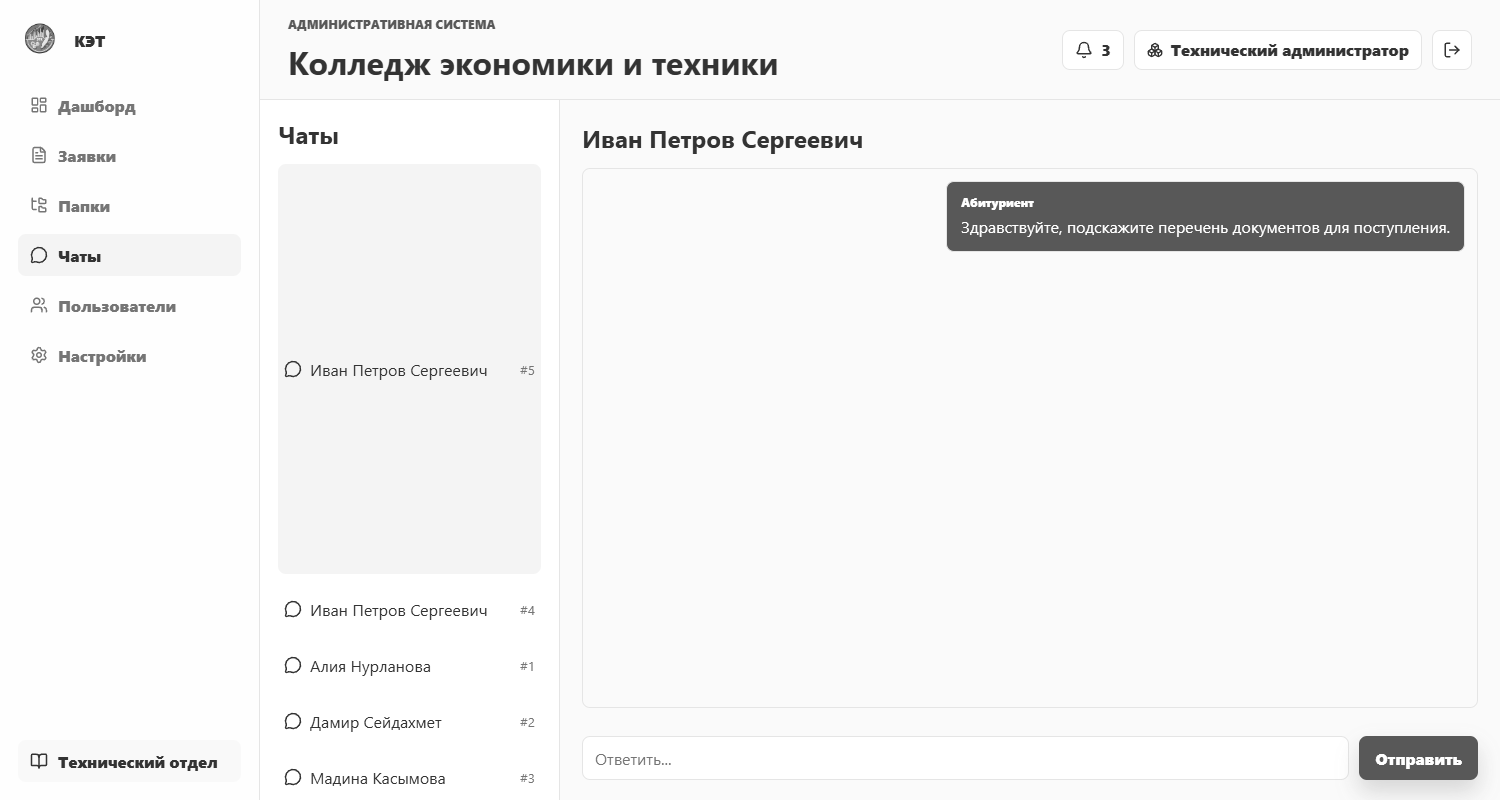 КЭТ
Дашборд
Заявки
Папки
Чаты
Пользователи
Настройки
Технический отдел
АДМИНИСТРАТИВНАЯ СИСТЕМА
Колледж экономики и техники
3
Технический администратор
Чаты
Иван Петров Сергеевич #5
Иван Петров Сергеевич #4
Алия Нурланова #1
Дамир Сейдахмет #2
Мадина Касымова #3
Иван Петров Сергеевич
Абитуриент
Здравствуйте, подскажите перечень документов для поступления.
Ответить...
Отправить